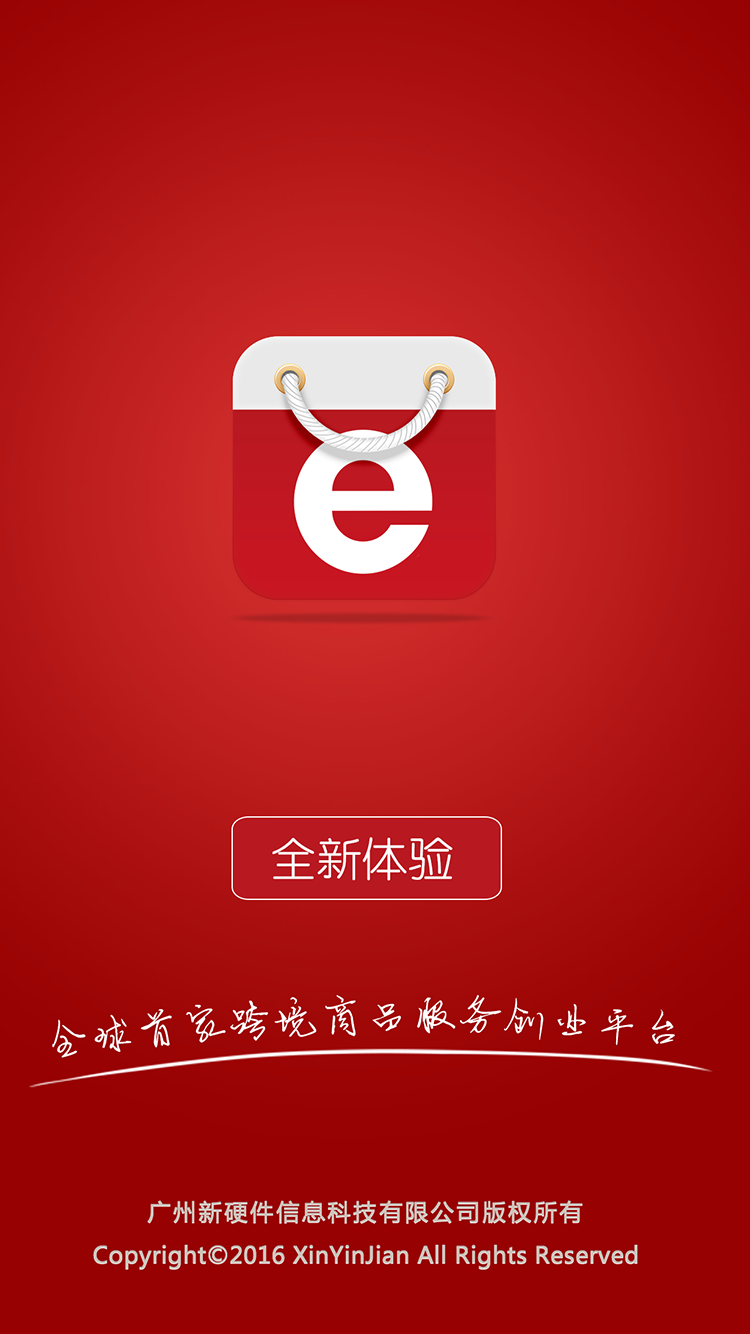 e
全新体验
全球首家跨境商品服务创业平台
广州新硬件信息科技有限公司版权所有
Copyright©2016 XinYinJian All Rights Reserved